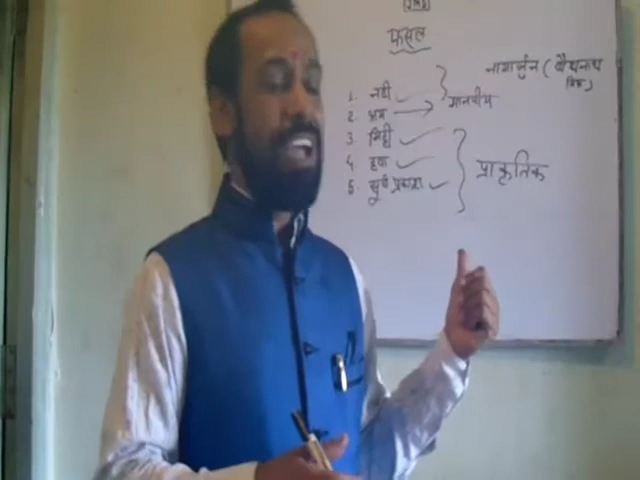 फसल
नागार्जुन (वैद्यनाथ
मिश्र)
1. नदी
2. श्रम → मानवीय
3. मिट्टी
4. हवा
5. सूर्य प्रकाश
प्राकृतिक